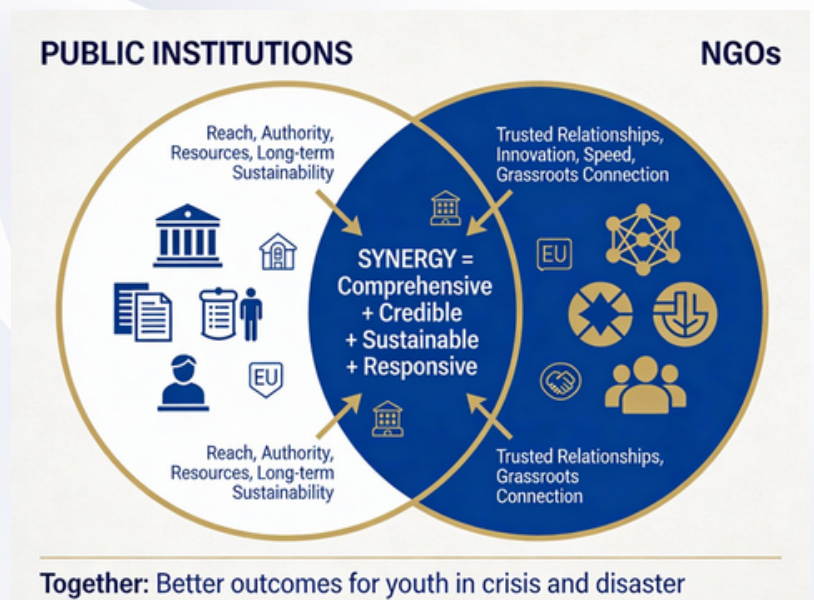 PUBLIC INSTITUTIONS
NGOs
Reach, Authority,
Resources, Long-term
Sustainability
Trusted Relationships,
Innovation, Speed,
Grassroots Connection
SYNERGY =
Comprehensive
+ Credible
+ Sustainable
+ Responsive
EU
EU
Reach, Authority,
Resources, Long-term
Sustainability
Trusted Relationships,
Grassroots
Connection
Together: Better outcomes for youth in crisis and disaster